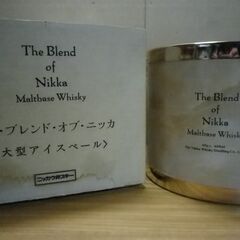 The Blend
of
Nikka
Maltbase Whisky
・ブレンド・オブ・ニッカ
大型アイスペール〉
ニッカウヰスキー
The Blend
of
Nikka
Maltbase Whisky